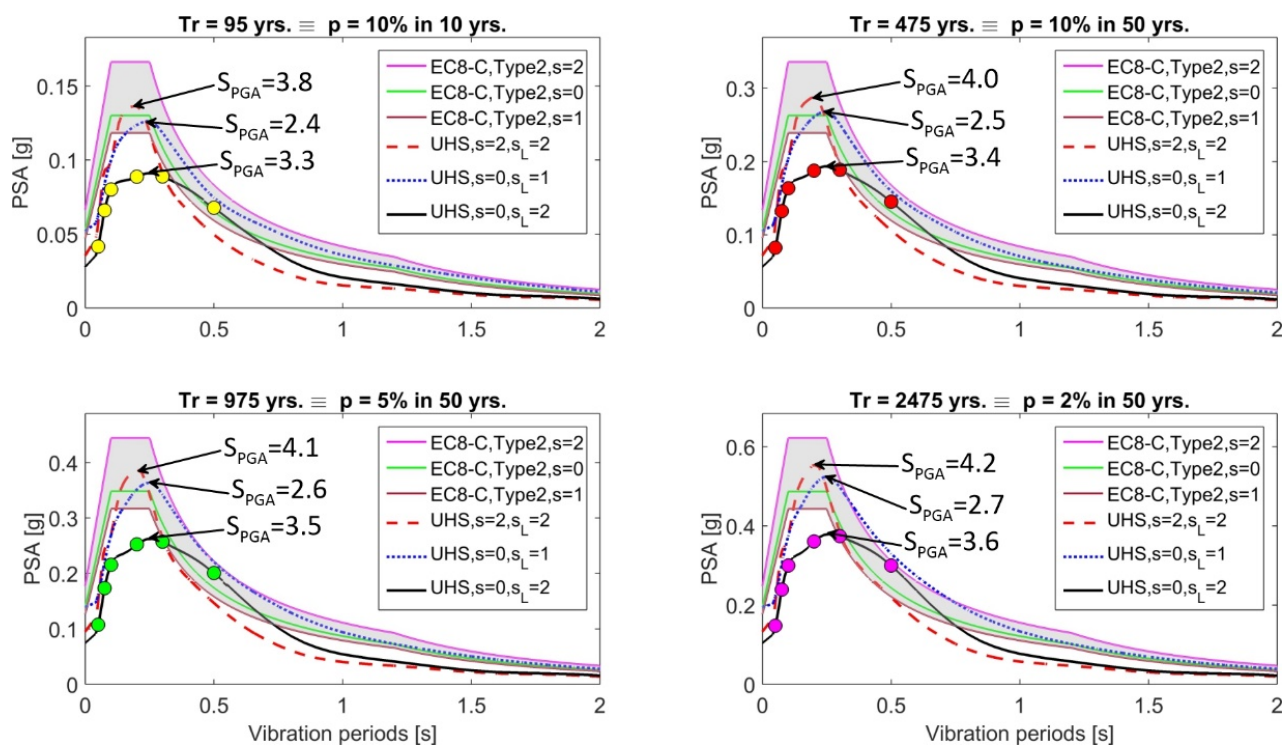 Tr = 95 yrs. ≡ p = 10% in 10 yrs.
PSA [g]
0.15
0.1
0.05
0
S_PGA=3.8
S_PGA=2.4
S_PGA=3.3
EC8-C,Type2,s=2
EC8-C,Type2,s=0
EC8-C,Type2,s=1
UHS,s=2,s_L=2
UHS,s=0,s_L=1
UHS,s=0,s_L=2
0 0.5 1 1.5 2
Tr = 475 yrs. ≡ p = 10% in 50 yrs.
PSA [g]
0.3
0.2
0.1
0
S_PGA=4.0
S_PGA=2.5
S_PGA=3.4
EC8-C,Type2,s=2
EC8-C,Type2,s=0
EC8-C,Type2,s=1
UHS,s=2,s_L=2
UHS,s=0,s_L=1
UHS,s=0,s_L=2
0 0.5 1 1.5 2
Tr = 975 yrs. ≡ p = 5% in 50 yrs.
PSA [g]
0.4
0.3
0.2
0.1
0
S_PGA=4.1
S_PGA=2.6
S_PGA=3.5
EC8-C,Type2,s=2
EC8-C,Type2,s=0
EC8-C,Type2,s=1
UHS,s=2,s_L=2
UHS,s=0,s_L=1
UHS,s=0,s_L=2
0 0.5 1 1.5 2
Vibration periods [s]
Tr = 2475 yrs. ≡ p = 2% in 50 yrs.
PSA [g]
0.6
0.4
0.2
0
S_PGA=4.2
S_PGA=2.7
S_PGA=3.6
EC8-C,Type2,s=2
EC8-C,Type2,s=0
EC8-C,Type2,s=1
UHS,s=2,s_L=2
UHS,s=0,s_L=1
UHS,s=0,s_L=2
0 0.5 1 1.5 2
Vibration periods [s]